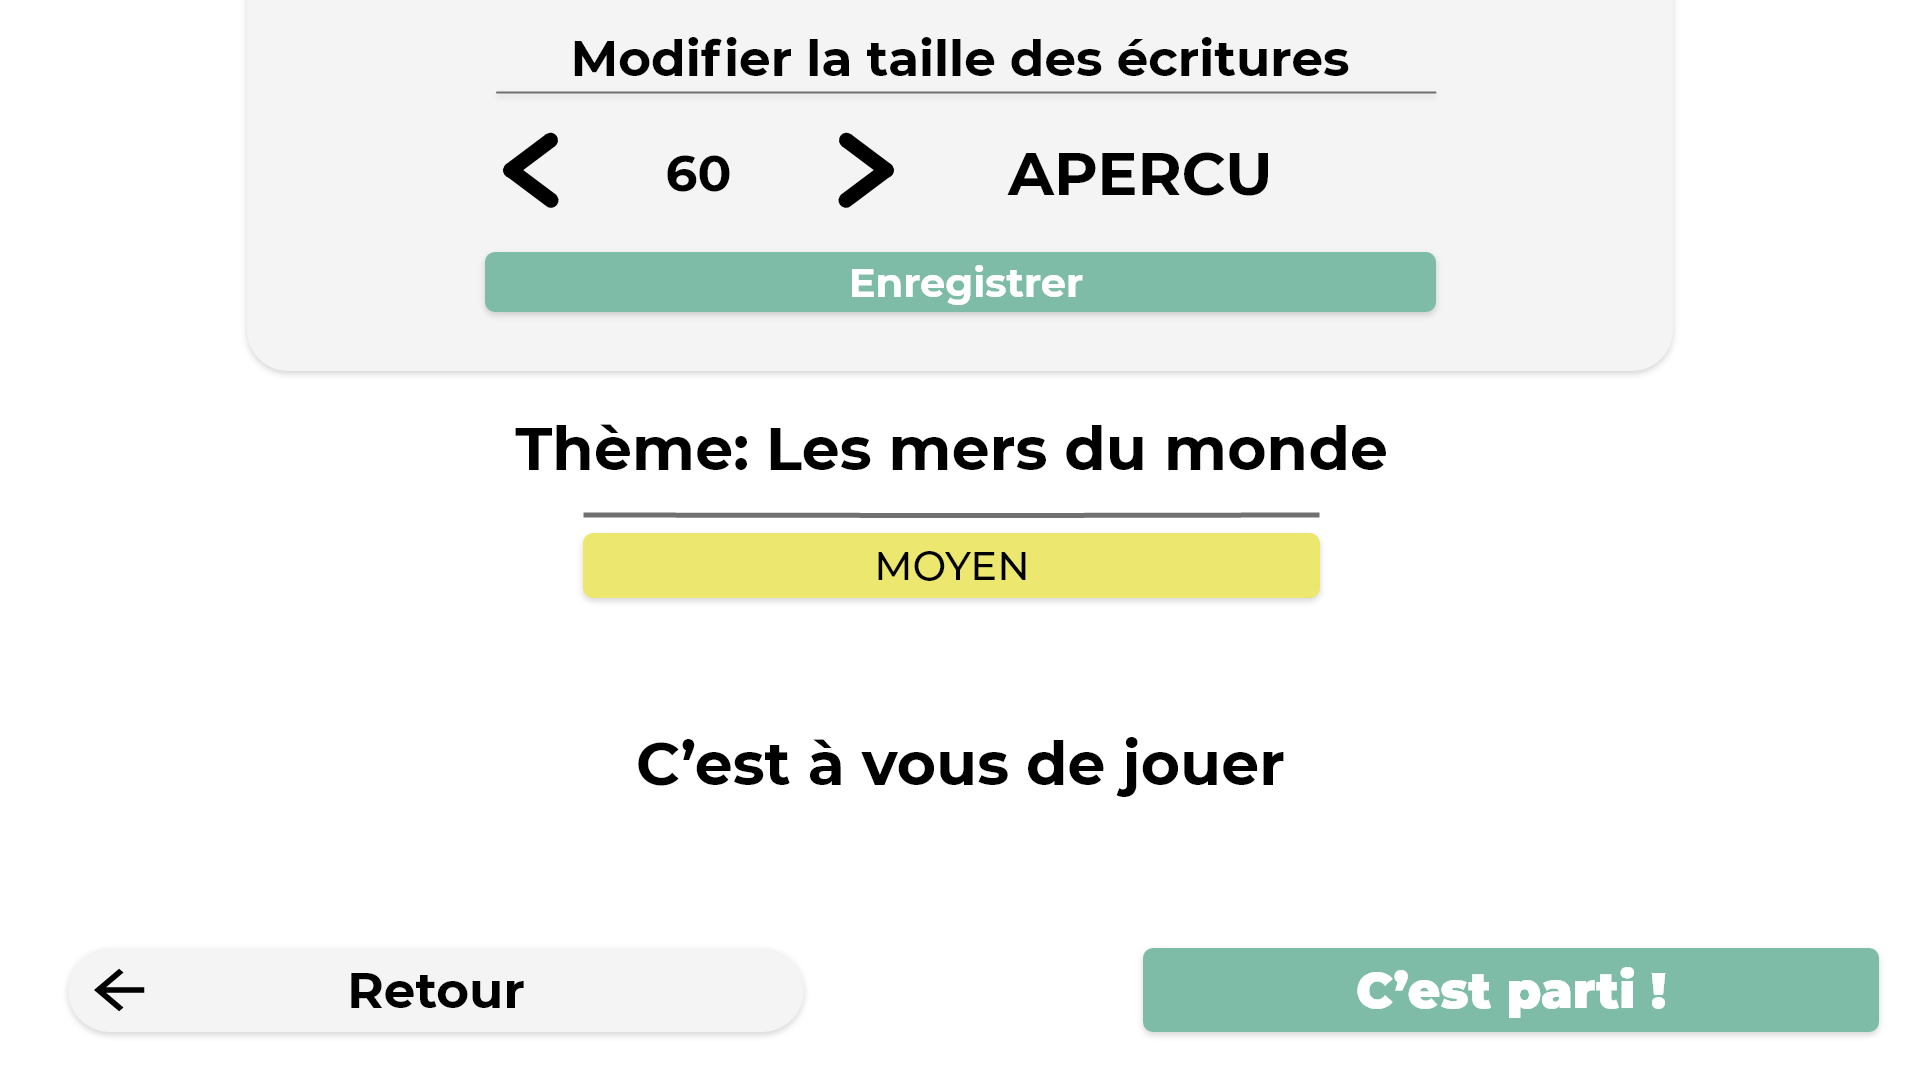 Modifier la taille des écritures
60 APERCU
Enregistrer
Thème: Les mers du monde
MOYEN
C’est à vous de jouer
Retour
C’est parti !